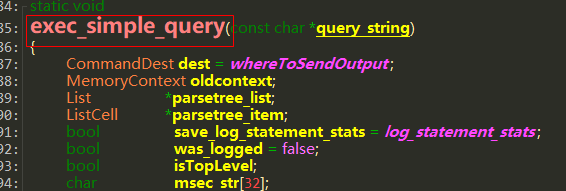 84: static void
85: exec_simple_query(const char *query_string)
86: {
87: CommandDest dest = whereToSendOutput;
88: MemoryContext oldcontext;
89: List *parsetree_list;
90: ListCell *parsetree_item;
91: bool save_log_statement_stats = log_statement_stats;
92: bool was_logged = false;
93: bool isTopLevel;
94: char msec_str[32];